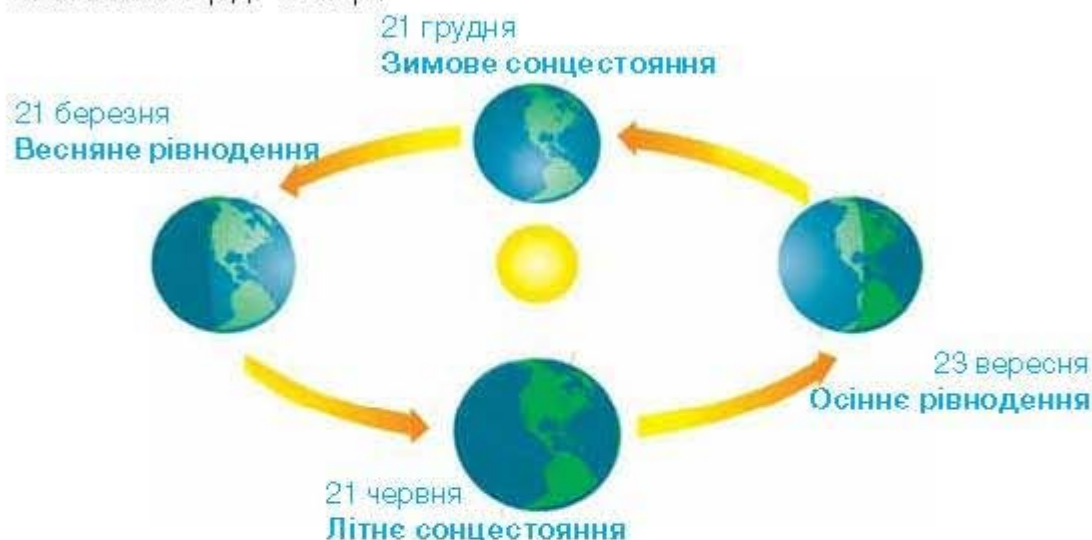 21 грудня
Зимове сонцестояння
21 березня
Весняне рівнодення
23 вересня
Осіннє рівнодення
21 червня
Літнє сонцестояння